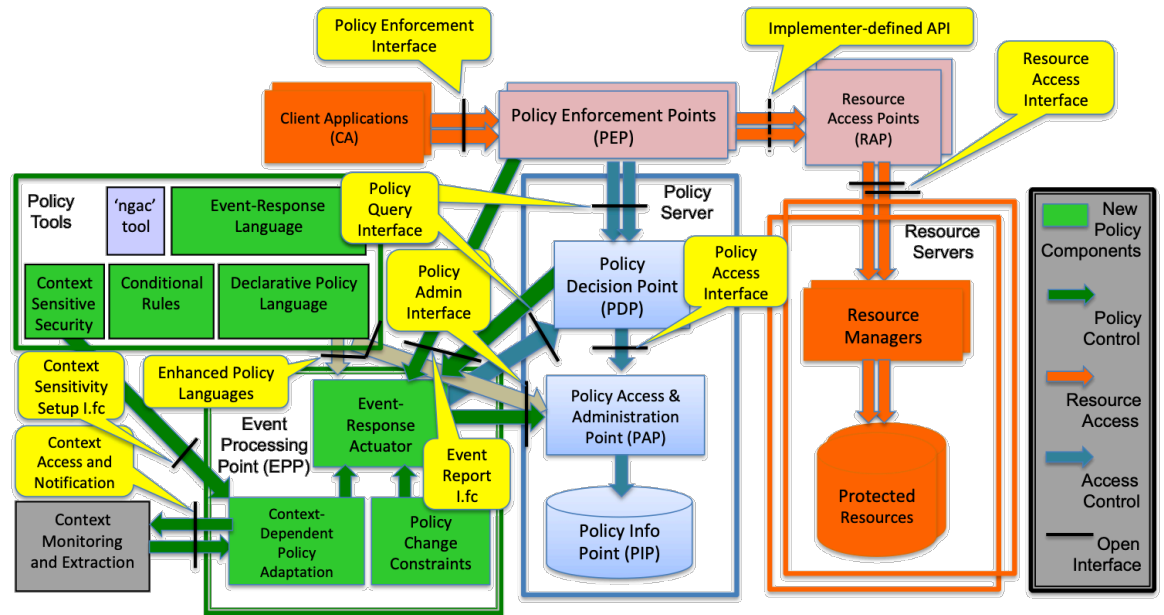 Policy Enforcement
Interface
Implementer-defined API
Resource
Access
Interface
Client Applications
(CA)
Policy Enforcement Points
(PEP)
Resource
Access Points
(RAP)
Policy
Tools
‘ngac’
tool
Event-Response
Language
Policy
Query
Interface
Policy
Server
New
Policy
Components
Context
Sensitive
Security
Conditional
Rules
Declarative Policy
Language
Policy
Admin
Interface
Policy
Decision Point
(PDP)
Policy
Access
Interface
Resource
Servers
Resource
Managers
Policy
Control
Context
Sensitivity
Setup I.fc
Enhanced Policy
Languages
Event
Processing
Point (EPP)
Event-
Response
Actuator
Policy Access &
Administration
Point (PAP)
Resource
Access
Context
Access and
Notification
Event
Report
I.fc
Access
Control
Context
Monitoring
and Extraction
Context-
Dependent
Policy
Adaptation
Policy
Change
Constraints
Policy Info
Point (PIP)
Protected
Resources
Open
Interface